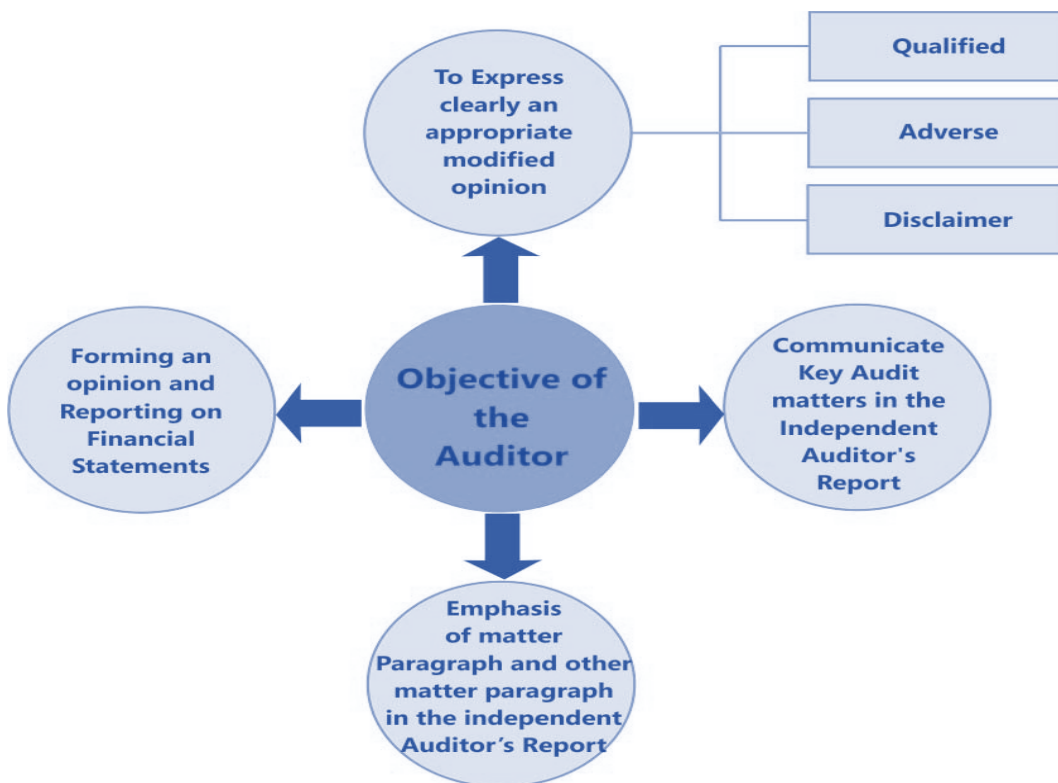 To Express
clearly an
appropriate
modified
opinion
Qualified
Adverse
Disclaimer
Forming an
opinion and
Reporting on
Financial
Statements
Objective of
the
Auditor
Communicate
Key Audit
matters in the
Independent
Auditor's
Report
Emphasis
of matter
Paragraph and other
matter paragraph
in the independent
Auditor’s Report